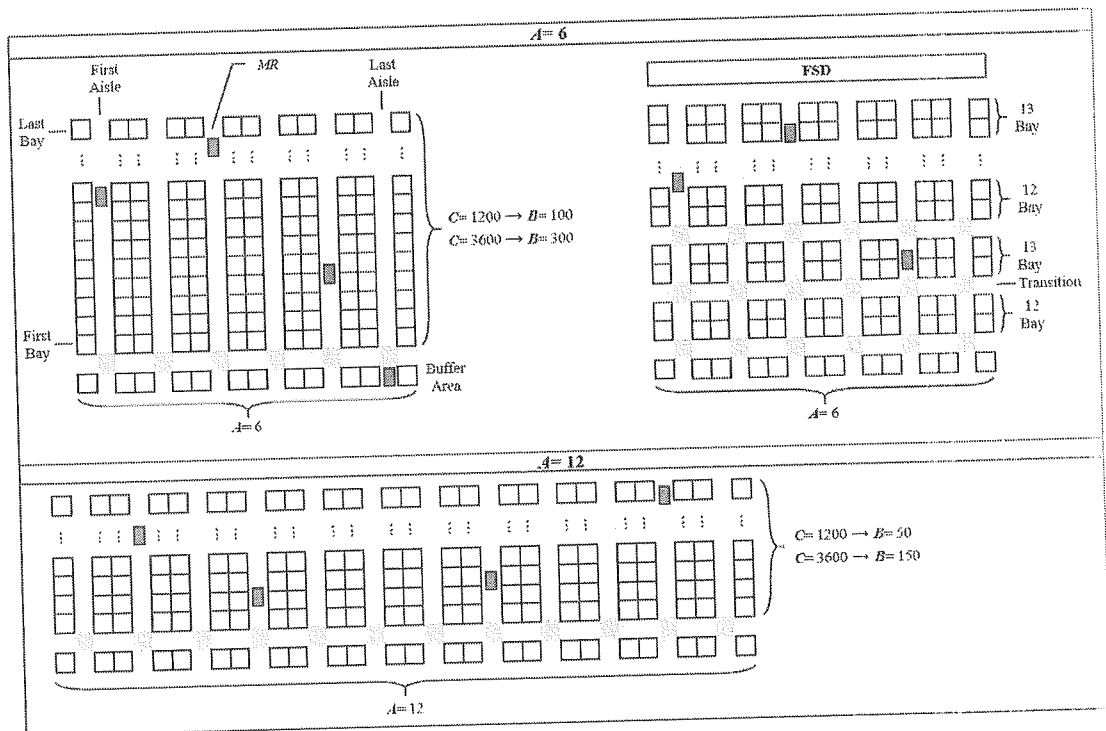 A= 6
First
Aisle
MR
Last
Aisle
Last
Bay
C= 1200 → B= 100
C= 3600 → B= 300
First
Bay
Buffer
Area
A= 6
FSD
13
Bay
12
Bay
13
Bay
Transition
12
Bay
A= 6
A= 12
C= 1200 → B= 50
C= 3600 → B= 150
A= 12